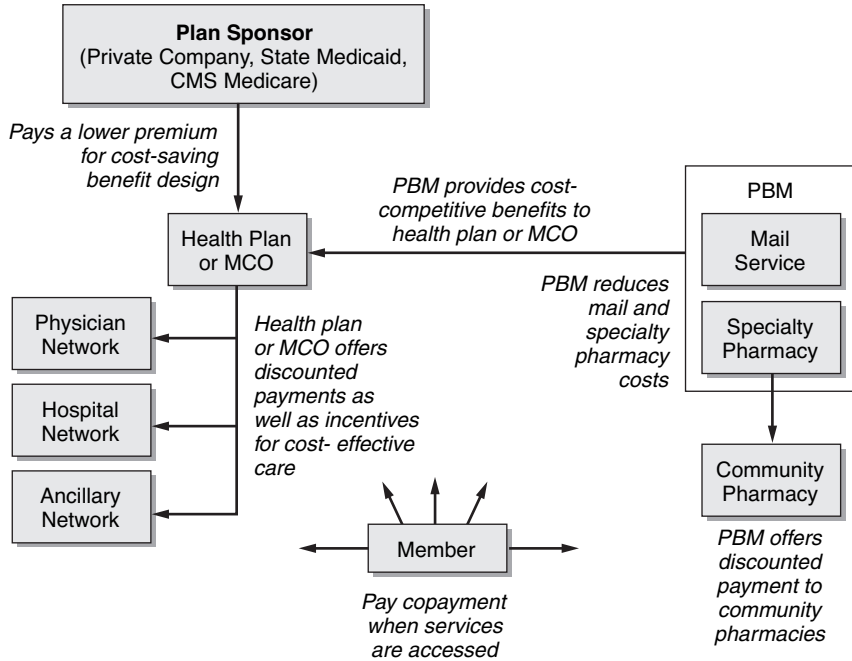 Plan Sponsor
(Private Company, State Medicaid,
CMS Medicare)
Pays a lower premium
for cost-saving
benefit design
PBM provides cost-
competitive benefits to
health plan or MCO
PBM
Mail
Service
Specialty
Pharmacy
Health Plan
or MCO
PBM reduces
mail and
specialty
pharmacy
costs
Physician
Network
Hospital
Network
Ancillary
Network
Health plan
or MCO offers
discounted
payments as
well as incentives
for cost- effective
care
Community
Pharmacy
PBM offers
discounted
payment to
community
pharmacies
Member
Pay copayment
when services
are accessed